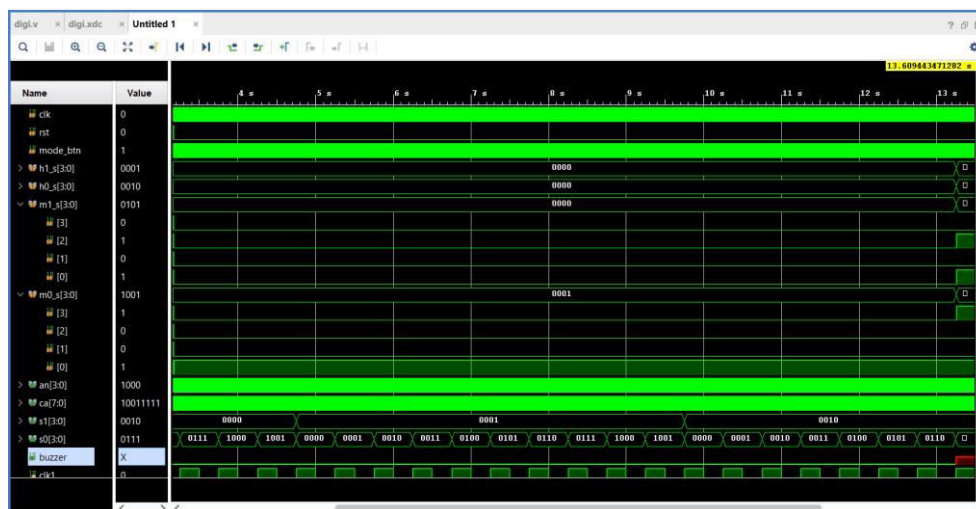 digi.v × digi.xdc × Untitled 1 ×
13.609443471282 s
Name Value 4 s 5 s 6 s 7 s 8 s 9 s 10 s 11 s 12 s 13 s
clk 0
rst 0
mode_btn 1
h1_s[3:0] 0001 0000
h0_s[3:0] 0010 0000
m1_s[3:0] 0101 0000
[3] 0
[2] 1
[1] 0
[0] 1
m0_s[3:0] 1001 0001
[3] 1
[2] 0
[1] 0
[0] 1
an[3:0] 1000
ca[7:0] 10011111
s1[3:0] 0010 0000 0001 0010
s0[3:0] 0111 0111 1000 1001 0000 0001 0010 0011 0100 0101 0110 0111 1000 1001 0000 0001 0010 0011 0100 0101 0110
buzzer X
clk1 0